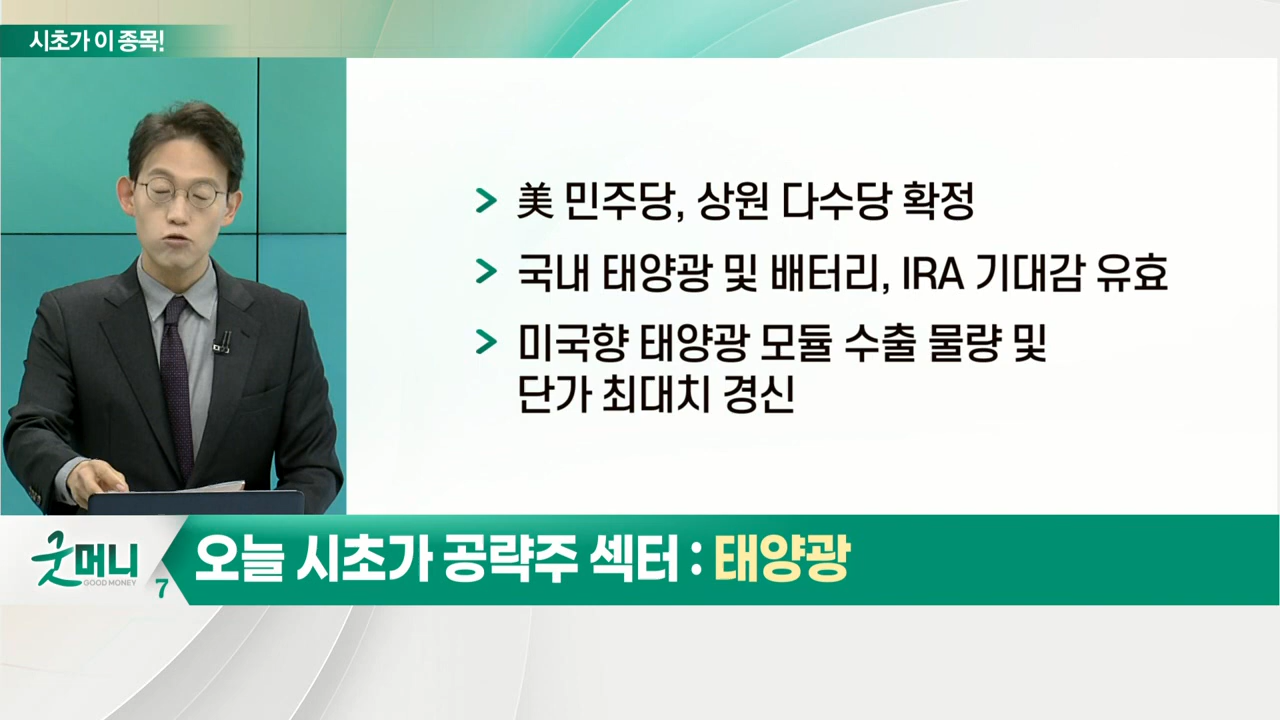 시초가 이 종목!
> 美 민주당, 상원 다수당 확정
> 국내 태양광 및 배터리, IRA 기대감 유효
> 미국향 태양광 모듈 수출 물량 및
단가 최대치 경신
굿머니
GOOD MONEY
7
오늘 시초가 공략주 섹터 : 태양광